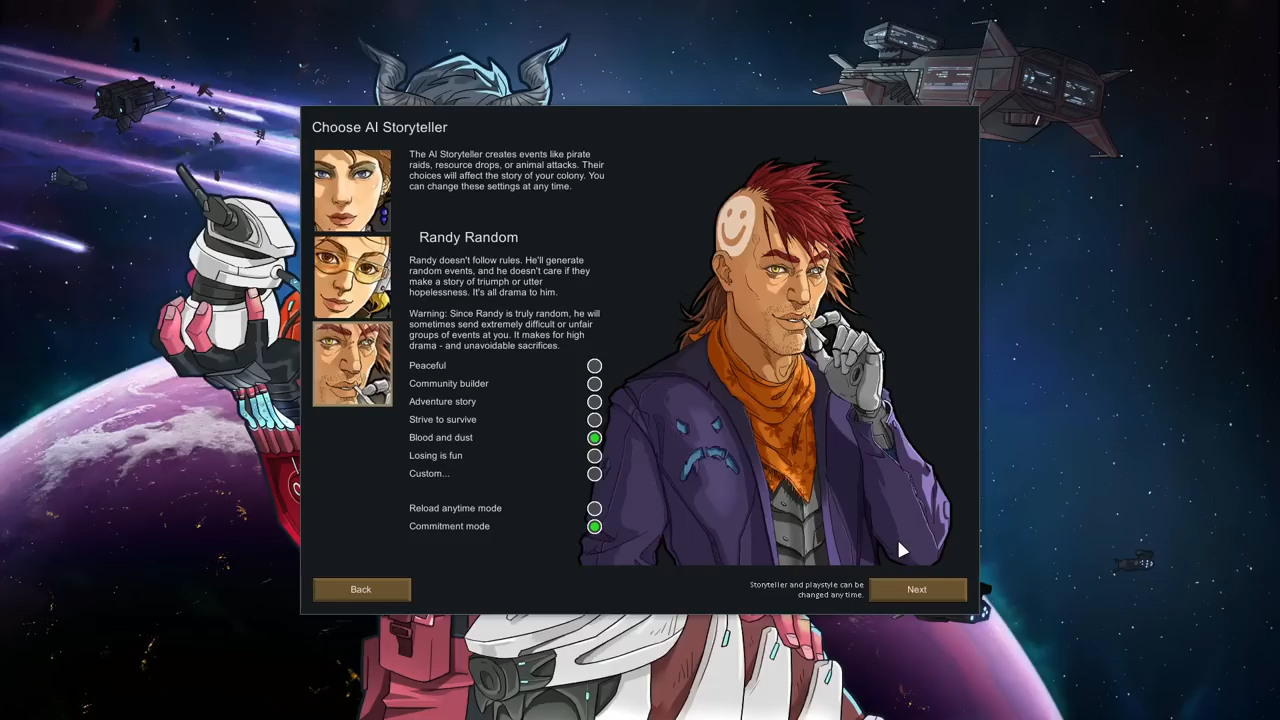 Choose AI Storyteller
The AI Storyteller creates events like pirate
raids, resource drops, or animal attacks. Their
choices will affect the story of your colony. You
can change these settings at any time.
Randy Random
Randy doesn't follow rules. He'll generate
random events, and he doesn't care if they
make a story of triumph or utter
hopelessness. It's all drama to him.
Warning: Since Randy is truly random, he will
sometimes send extremely difficult or unfair
groups of events at you. It makes for high
drama - and unavoidable sacrifices.
Peaceful
Community builder
Adventure story
Strive to survive
Blood and dust
Losing is fun
Custom...
Reload anytime mode
Commitment mode
Back
Storyteller and playstyle can be
changed any time.
Next